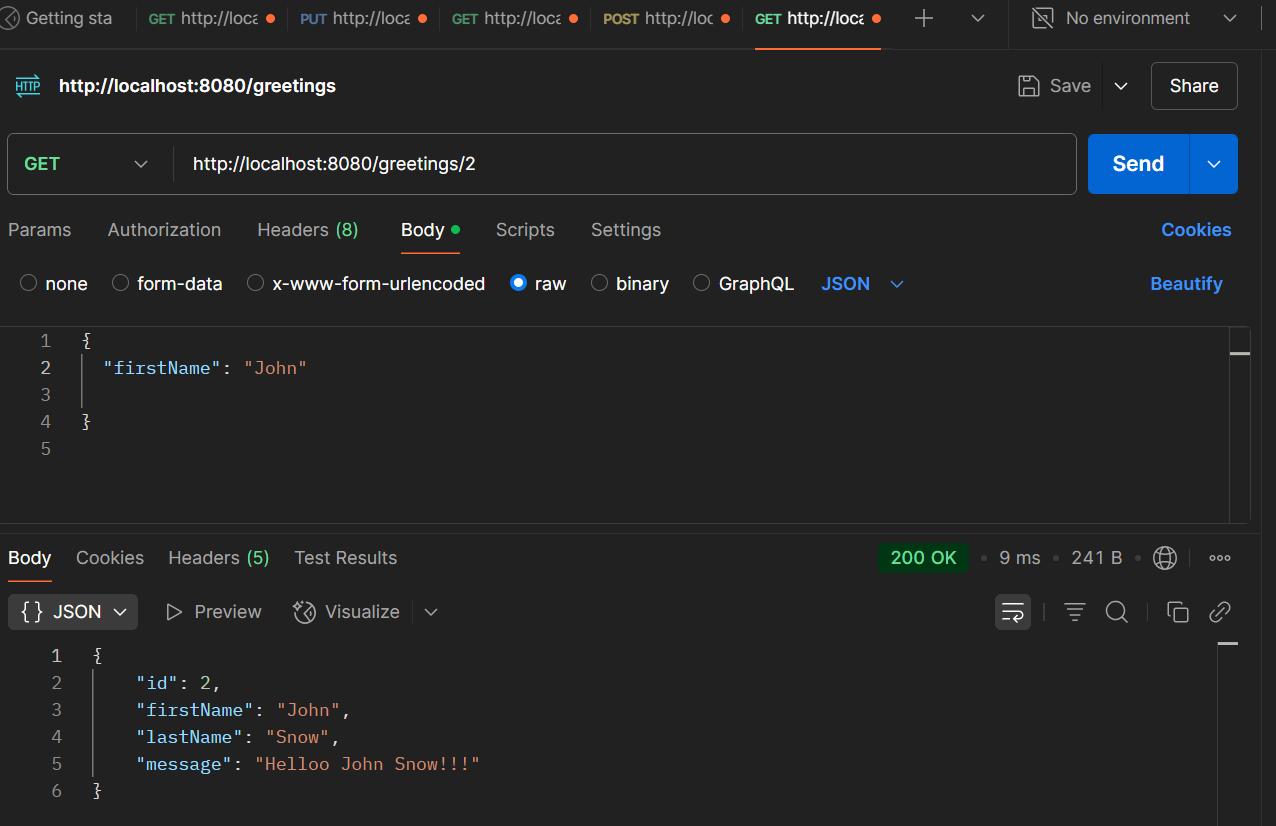 Getting sta GET http://loca PUT http://loca GET http://loca POST http://loc GET http://loca No environment
HTTP http://localhost:8080/greetings Save Share
GET http://localhost:8080/greetings/2 Send
Params Authorization Headers (8) Body Scripts Settings Cookies
none form-data x-www-form-urlencoded raw binary GraphQL JSON Beautify
1 {
2 "firstName": "John"
3
4 }
5
Body Cookies Headers (5) Test Results 200 OK 9 ms 241 B
{} JSON Preview Visualize
1 {
2 "id": 2,
3 "firstName": "John",
4 "lastName": "Snow",
5 "message": "Helloo John Snow!!!"
6 }